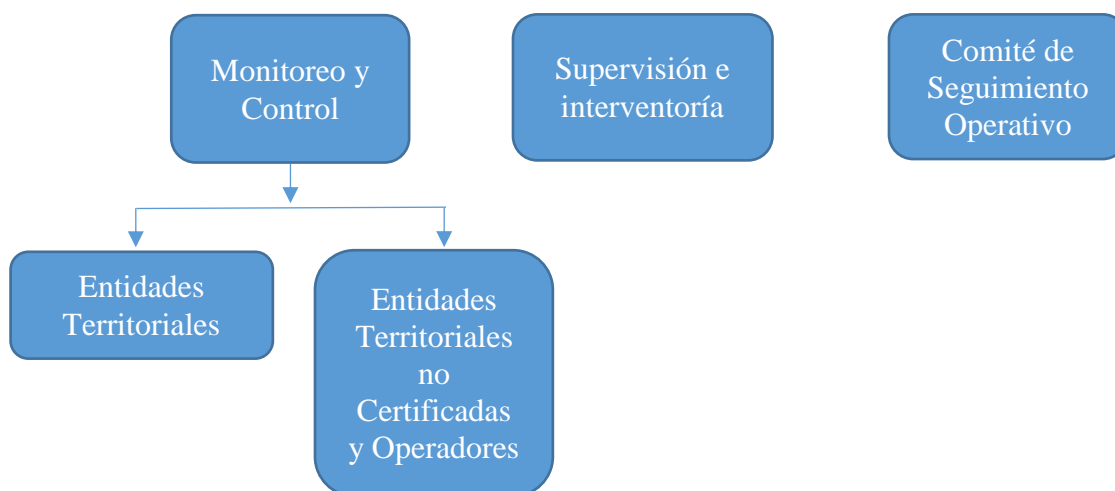 Monitoreo y
Control
Supervisión e
interventoría
Comité de
Seguimiento
Operativo
Entidades
Territoriales
Entidades
Territoriales
no
Certificadas
y Operadores